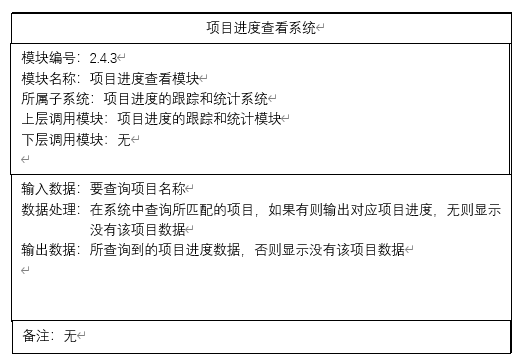 项目进度查看系统
模块编号：2.4.3
模块名称：项目进度查看模块
所属子系统：项目进度的跟踪和统计系统
上层调用模块：项目进度的跟踪和统计模块
下层调用模块：无
输入数据：要查询项目名称
数据处理：在系统中查询所匹配的项目，如果有则输出对应项目进度，无则显示
没有该项目数据
输出数据：所查询到的项目进度数据，否则显示没有该项目数据
备注：无